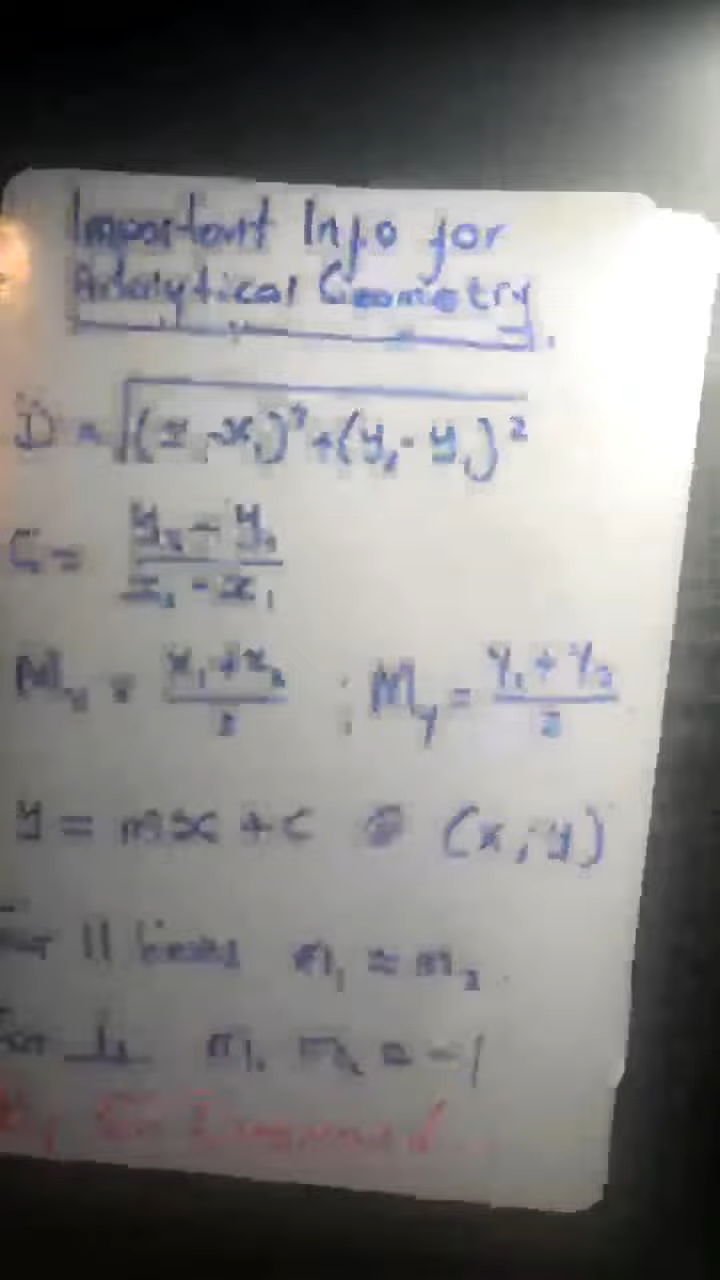 Important Info for
Analytical Geometry
D = √(x₂-x₁)² + (y₂-y₁)²
G = y₂ - y₁ / x₂ - x₁
Mₓ = x₁ + x₂ / 2 ; My = y₁ + y₂ / 2
y = mx + c @ (x, y)
For || lines m₁ = m₂
For ⊥ m₁ m₂ = -1